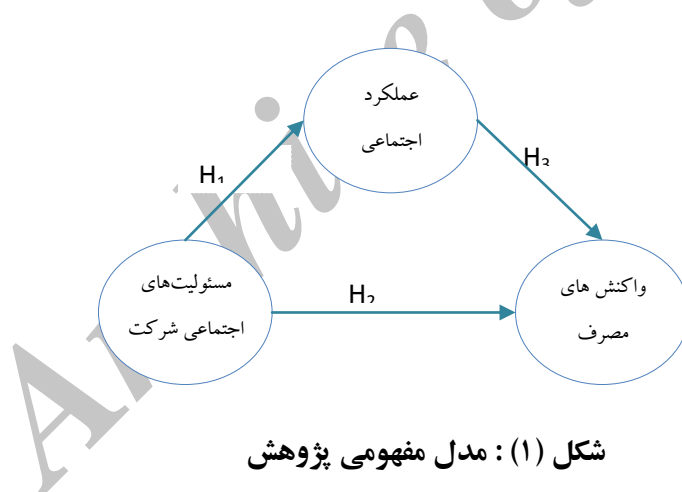 عملکرد
اجتماعی
H₁
H₃
مسئولیت‌های
اجتماعی شرکت
H₂
واکنش های
مصرف
شکل (۱) : مدل مفهومی پژوهش